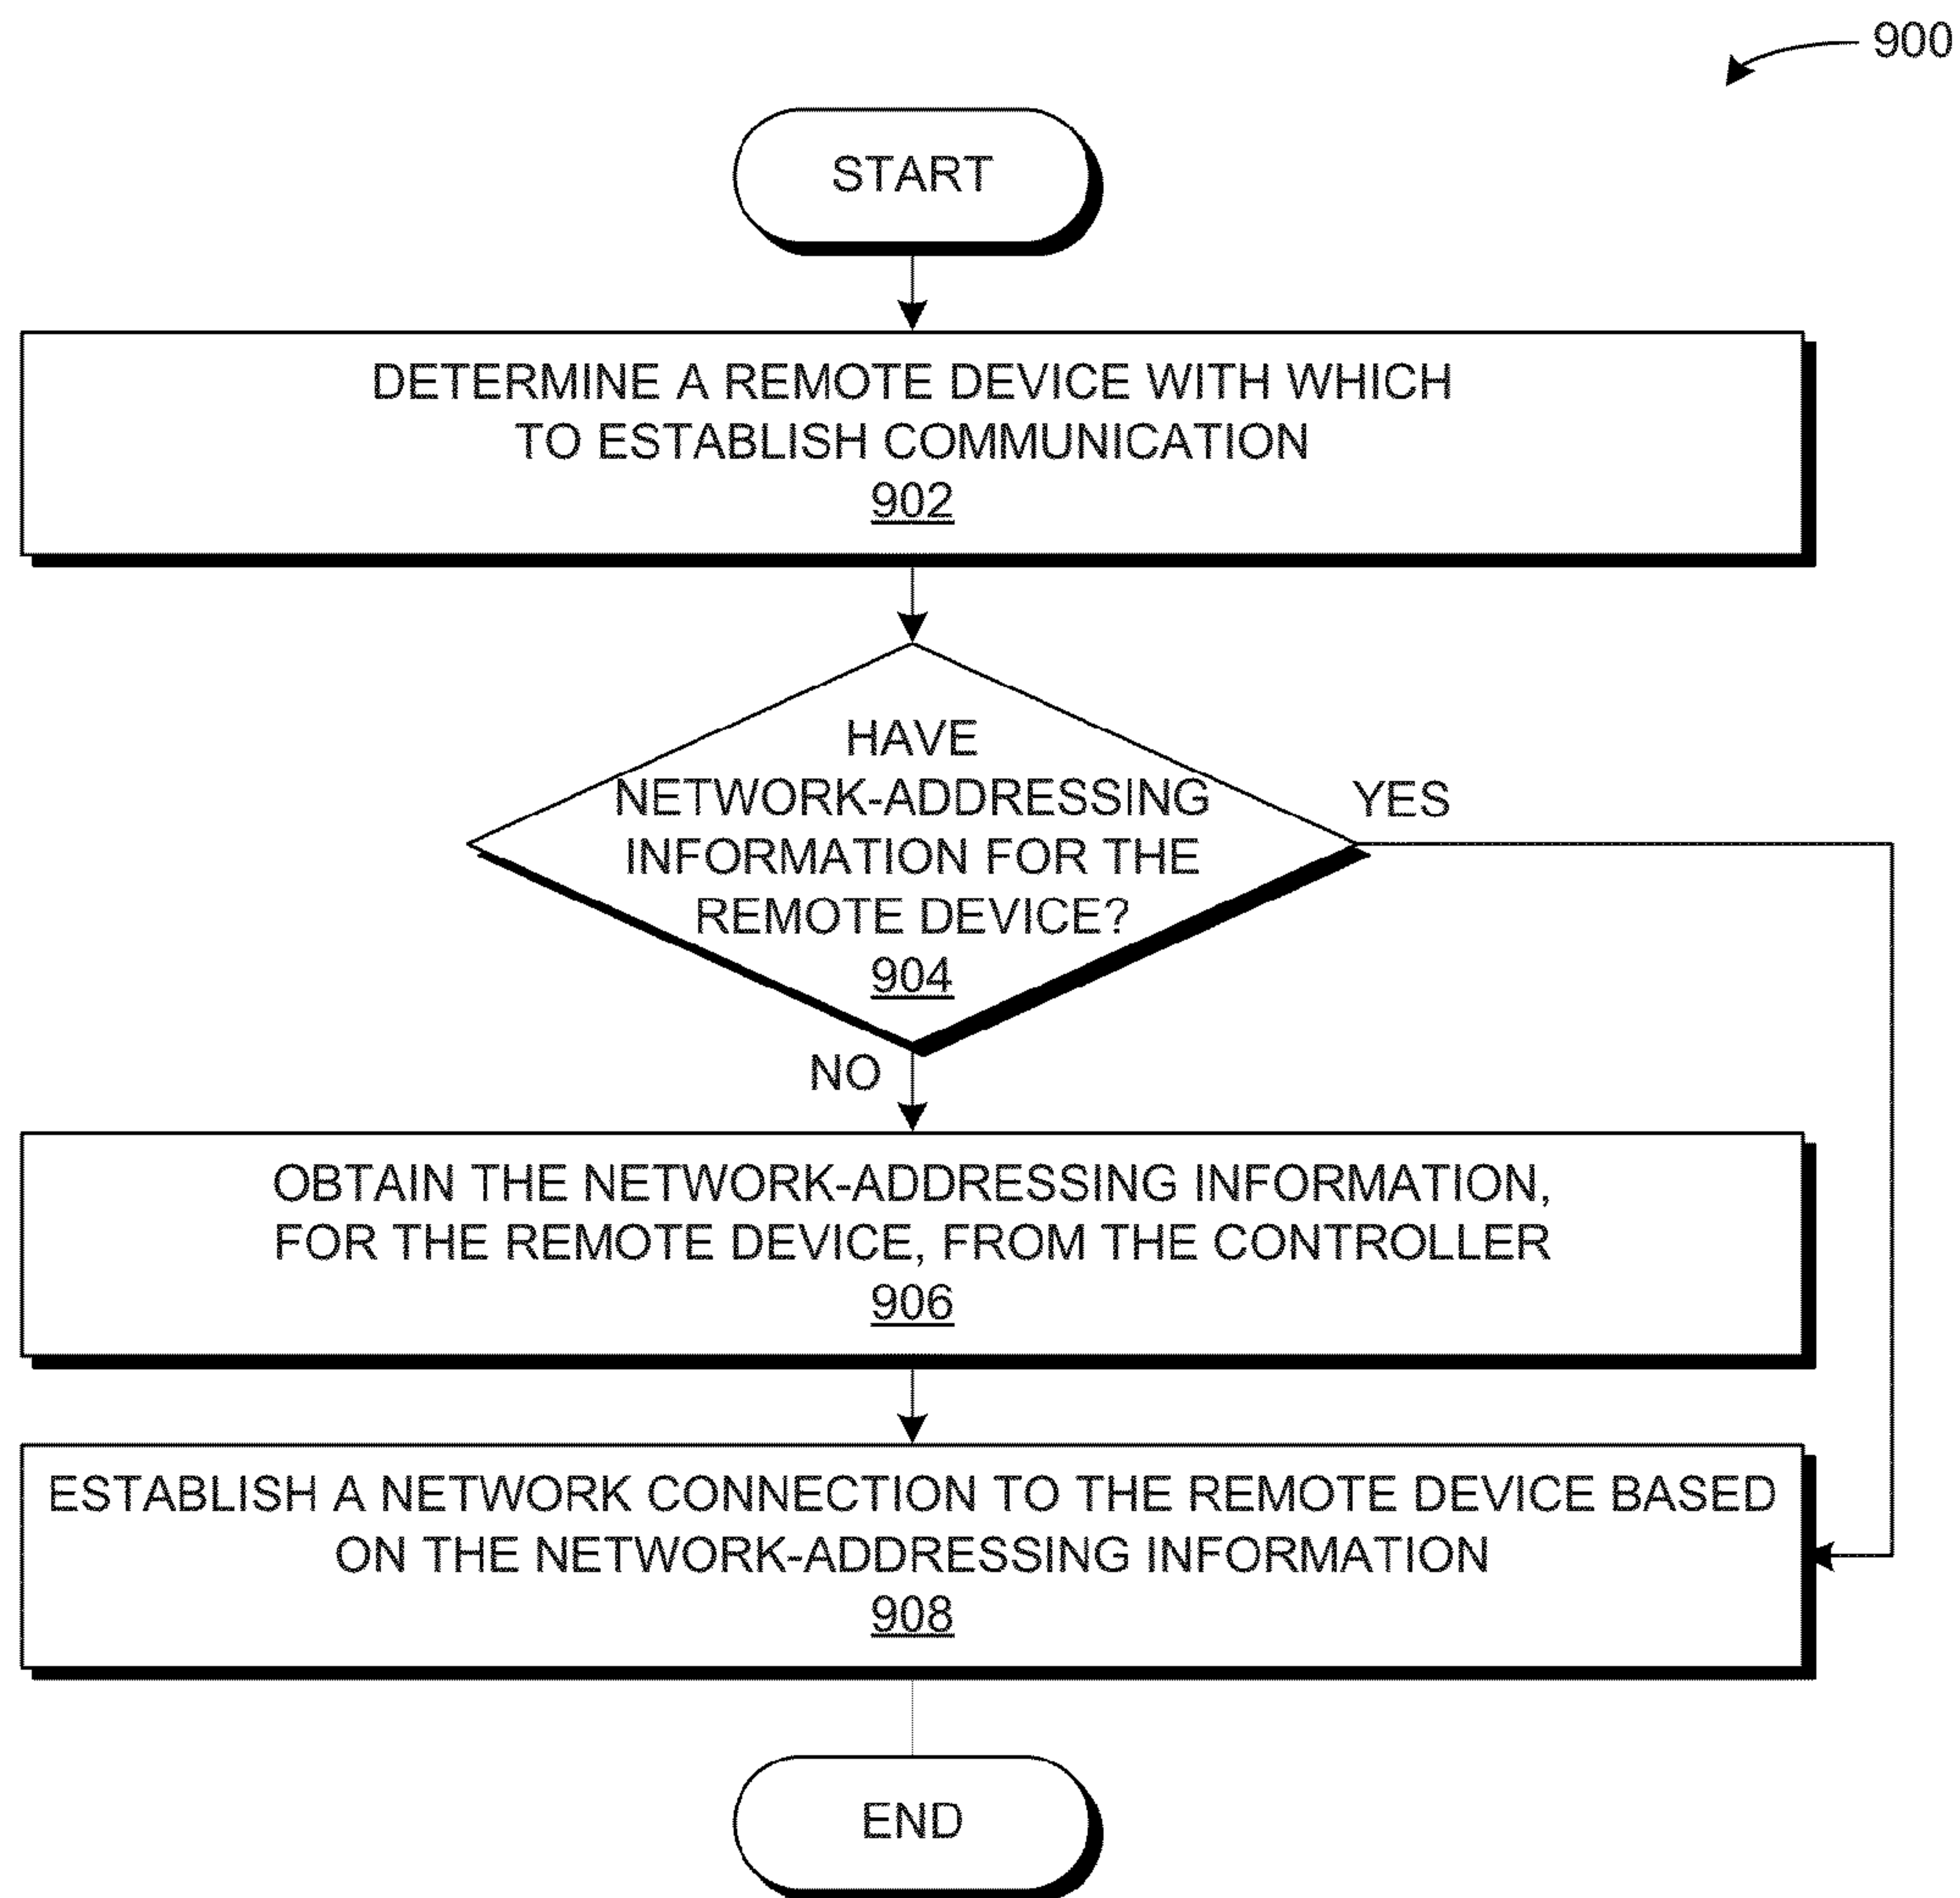 900
START
DETERMINE A REMOTE DEVICE WITH WHICH
TO ESTABLISH COMMUNICATION
902
HAVE
NETWORK-ADDRESSING
INFORMATION FOR THE
REMOTE DEVICE?
904
YES
NO
OBTAIN THE NETWORK-ADDRESSING INFORMATION,
FOR THE REMOTE DEVICE, FROM THE CONTROLLER
906
ESTABLISH A NETWORK CONNECTION TO THE REMOTE DEVICE BASED
ON THE NETWORK-ADDRESSING INFORMATION
908
END